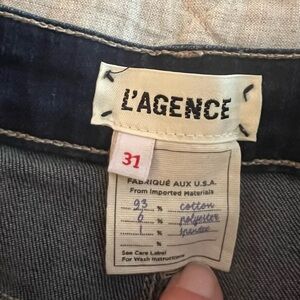 L'AGENCE
31
FABRIQUÉ AUX U.S.A.
From Imported Materials
93 % cotton
6 % polyester
1 % spandex
See Care Label
For Wash Instructions